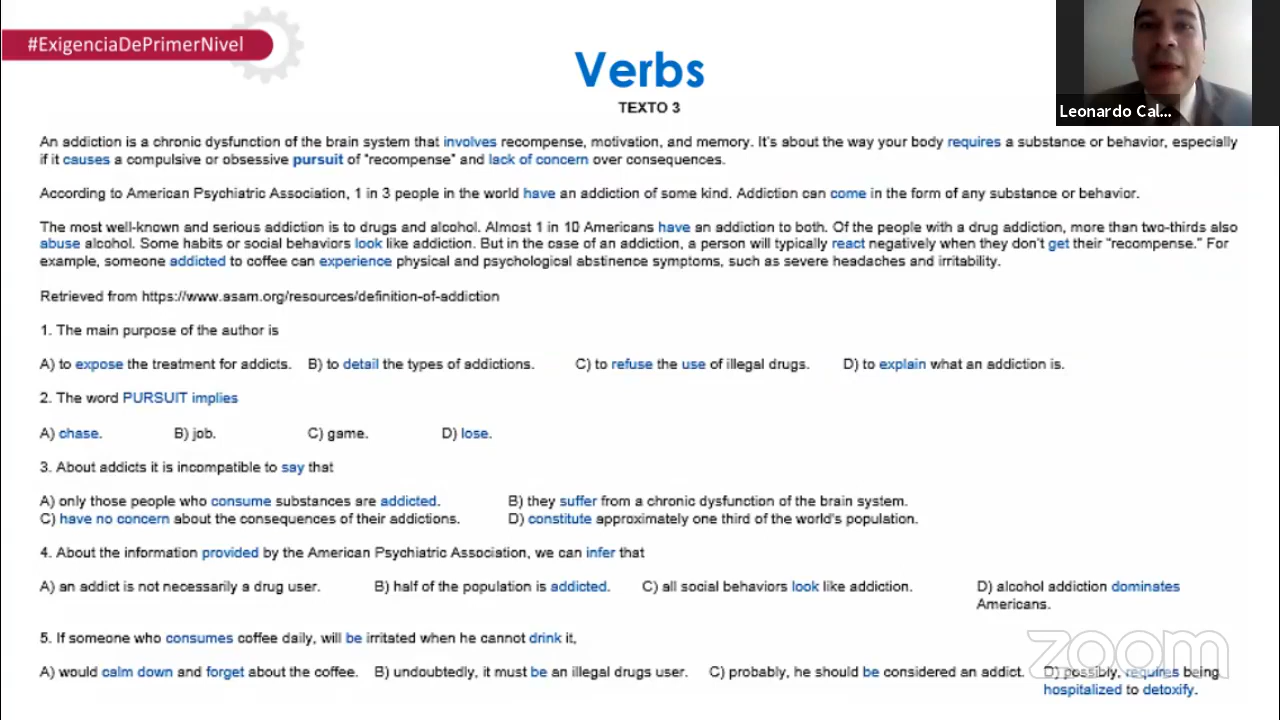 #ExigenciaDePrimerNivel
Verbs
Leonardo Cal...
TEXTO 3
An addiction is a chronic dysfunction of the brain system that involves recompense, motivation, and memory. It's about the way your body requires a substance or behavior, especially
if it causes a compulsive or obsessive pursuit of "recompense" and lack of concern over consequences.
According to American Psychiatric Association, 1 in 3 people in the world have an addiction of some kind. Addiction can come in the form of any substance or behavior.
The most well-known and serious addiction is to drugs and alcohol. Almost 1 in 10 Americans have an addiction to both. Of the people with a drug addiction, more than two-thirds also
abuse alcohol. Some habits or social behaviors look like addiction. But in the case of an addiction, a person will typically react negatively when they don't get their "recompense." For
example, someone addicted to coffee can experience physical and psychological abstinence symptoms, such as severe headaches and irritability.
Retrieved from https://www.asam.org/resources/definition-of-addiction
1. The main purpose of the author is
A) to expose the treatment for addicts. B) to detail the types of addictions. C) to refuse the use of illegal drugs. D) to explain what an addiction is.
2. The word PURSUIT implies
A) chase. B) job. C) game. D) lose.
3. About addicts it is incompatible to say that
A) only those people who consume substances are addicted. B) they suffer from a chronic dysfunction of the brain system.
C) have no concern about the consequences of their addictions. D) constitute approximately one third of the world's population.
4. About the information provided by the American Psychiatric Association, we can infer that
A) an addict is not necessarily a drug user. B) half of the population is addicted. C) all social behaviors look like addiction. D) alcohol addiction dominates
Americans.
5. If someone who consumes coffee daily, will be irritated when he cannot drink it,
A) would calm down and forget about the coffee. B) undoubtedly, it must be an illegal drugs user. C) probably, he should be considered an addict. D) possibly, requires being
hospitalized to detoxify.
zoom